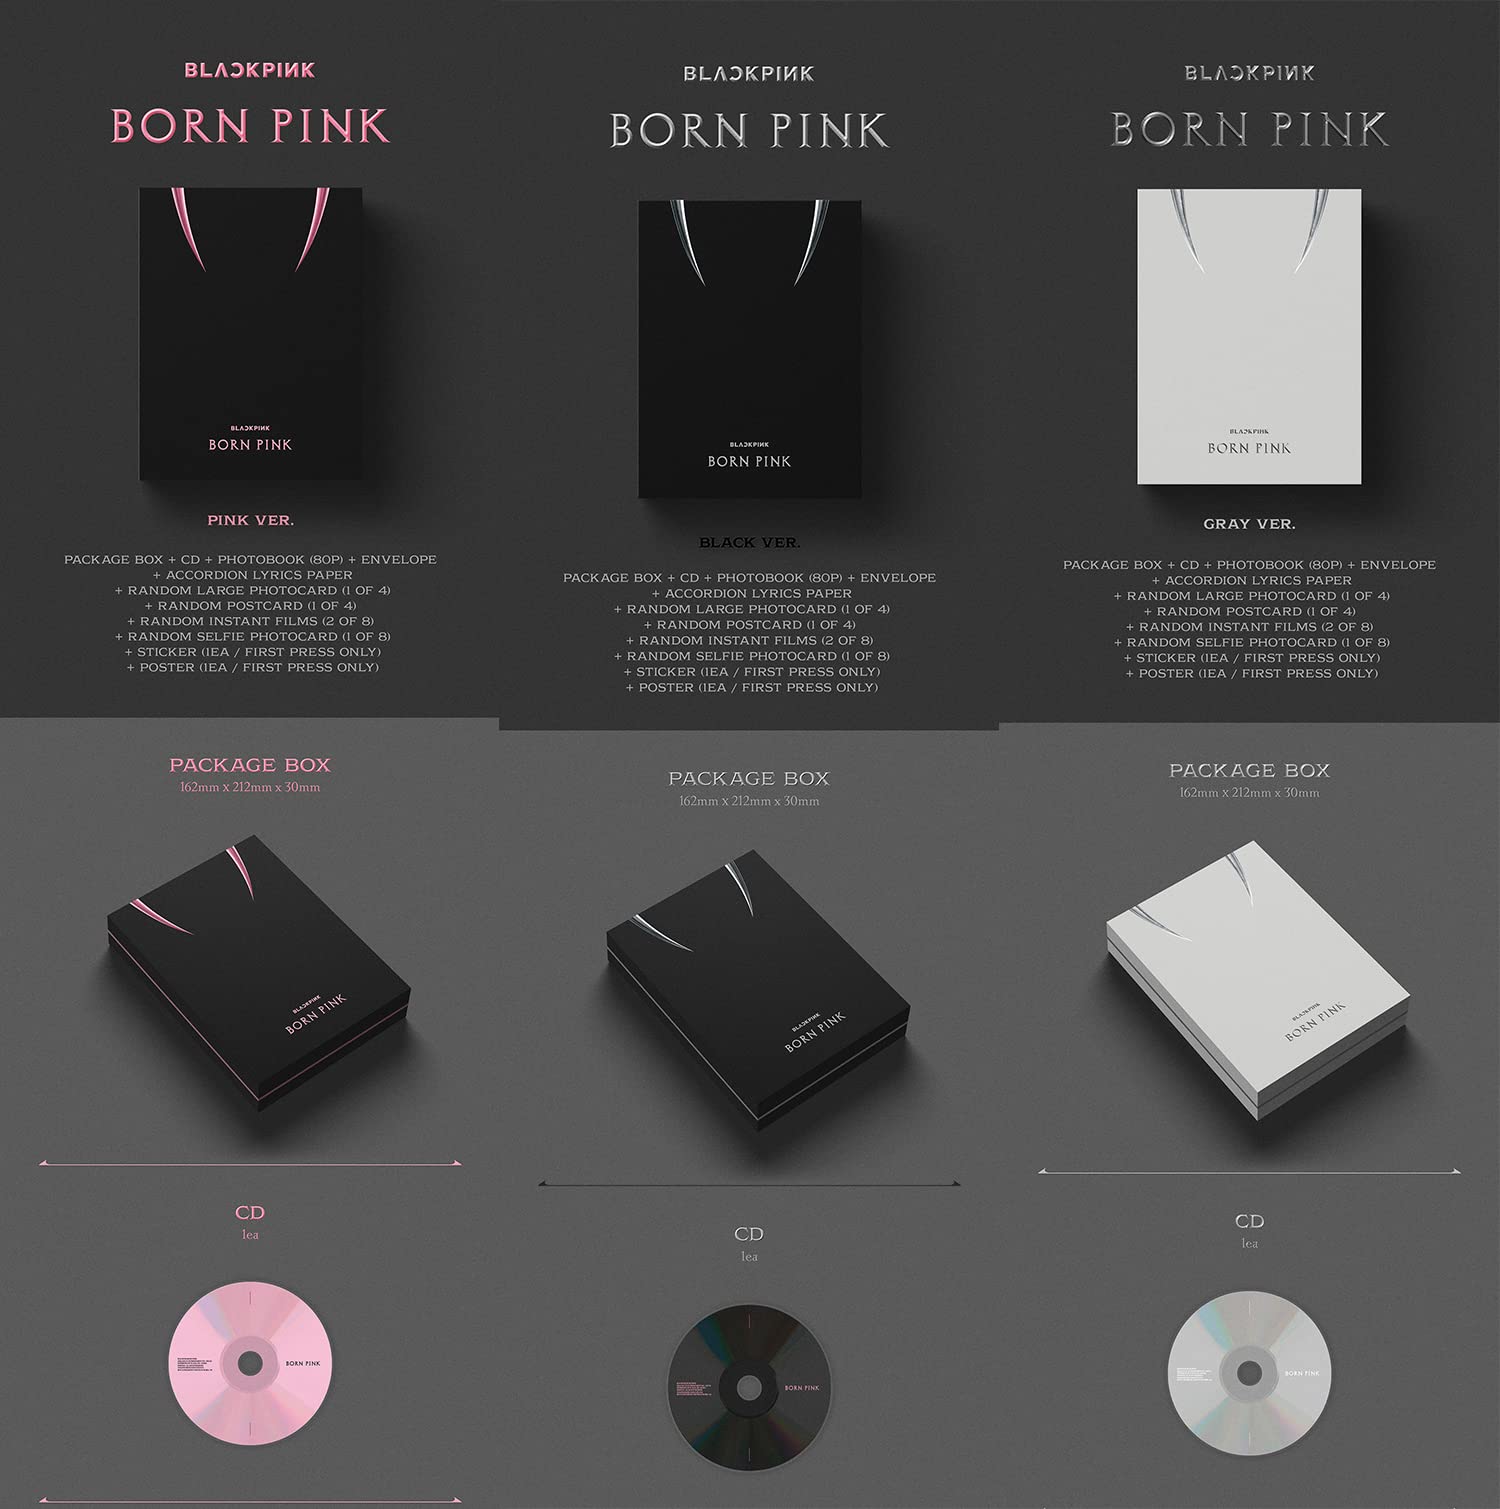 BLACKPINK
BORN PINK
BLACKPINK
BORN PINK
PINK VER.
PACKAGE BOX + CD + PHOTOBOOK (80P) + ENVELOPE
+ ACCORDION LYRICS PAPER
+ RANDOM LARGE PHOTOCARD (1 OF 4)
+ RANDOM POSTCARD (1 OF 4)
+ RANDOM INSTANT FILMS (2 OF 8)
+ RANDOM SELFIE PHOTOCARD (1 OF 8)
+ STICKER (1EA / FIRST PRESS ONLY)
+ POSTER (1EA / FIRST PRESS ONLY)
PACKAGE BOX
162mm x 212mm x 30mm
BLACKPINK
BORN PINK
CD
1ea
BORN PINK
BLACKPINK
BORN PINK
BLACKPINK
BORN PINK
BLACK VER.
PACKAGE BOX + CD + PHOTOBOOK (80P) + ENVELOPE
+ ACCORDION LYRICS PAPER
+ RANDOM LARGE PHOTOCARD (1 OF 4)
+ RANDOM POSTCARD (1 OF 4)
+ RANDOM INSTANT FILMS (2 OF 8)
+ RANDOM SELFIE PHOTOCARD (1 OF 8)
+ STICKER (1EA / FIRST PRESS ONLY)
+ POSTER (1EA / FIRST PRESS ONLY)
PACKAGE BOX
162mm x 212mm x 30mm
BLACKPINK
BORN PINK
CD
1ea
BORN PINK
BLACKPINK
BORN PINK
BLACKPINK
BORN PINK
GRAY VER.
PACKAGE BOX + CD + PHOTOBOOK (80P) + ENVELOPE
+ ACCORDION LYRICS PAPER
+ RANDOM LARGE PHOTOCARD (1 OF 4)
+ RANDOM POSTCARD (1 OF 4)
+ RANDOM INSTANT FILMS (2 OF 8)
+ RANDOM SELFIE PHOTOCARD (1 OF 8)
+ STICKER (1EA / FIRST PRESS ONLY)
+ POSTER (1EA / FIRST PRESS ONLY)
PACKAGE BOX
162mm x 212mm x 30mm
BLACKPINK
BORN PINK
CD
1ea
BORN PINK